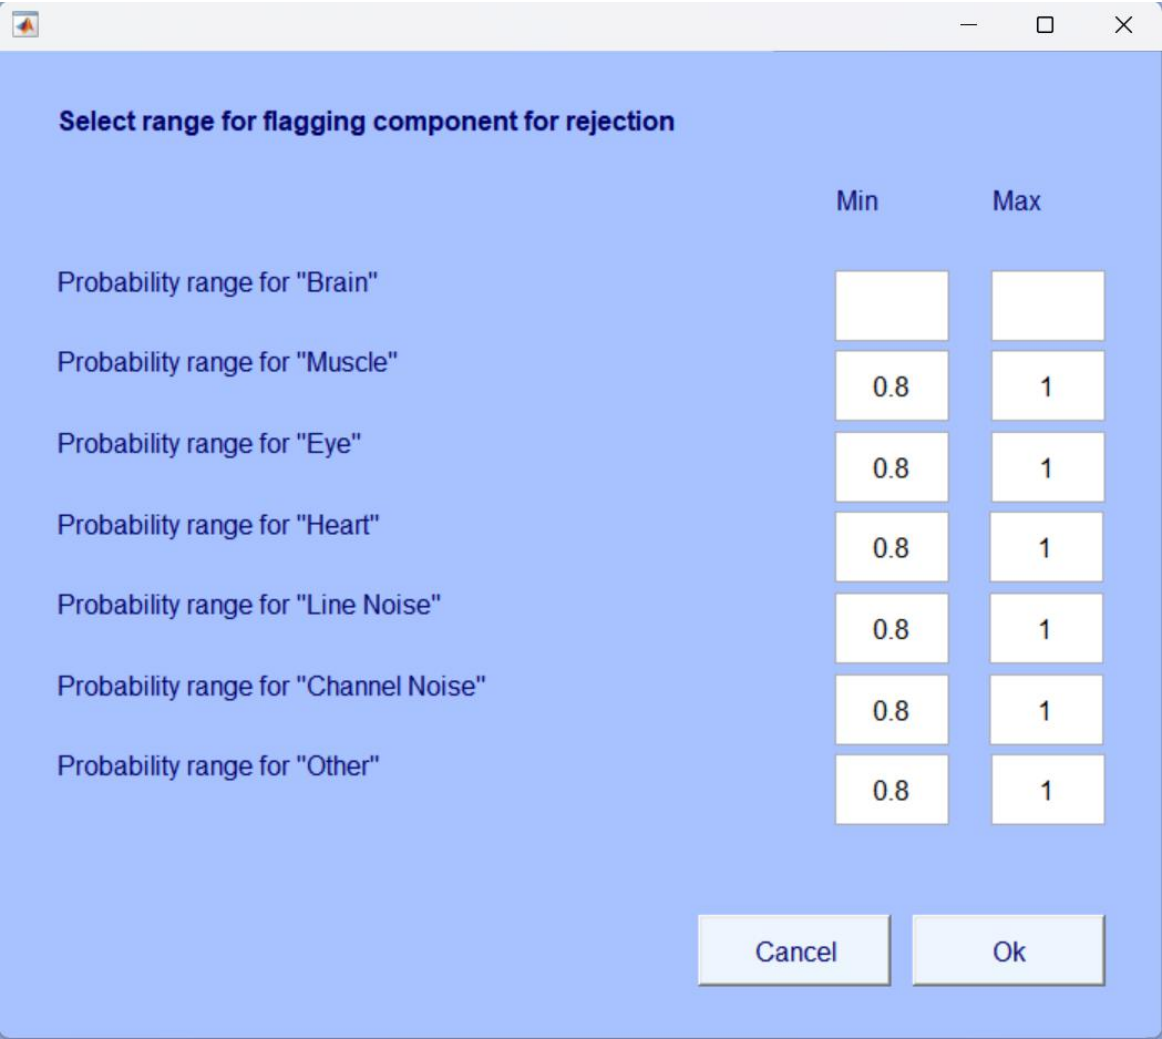 Select range for flagging component for rejection
Min Max
Probability range for "Brain"
Probability range for "Muscle" 0.8 1
Probability range for "Eye" 0.8 1
Probability range for "Heart" 0.8 1
Probability range for "Line Noise" 0.8 1
Probability range for "Channel Noise" 0.8 1
Probability range for "Other" 0.8 1
Cancel Ok